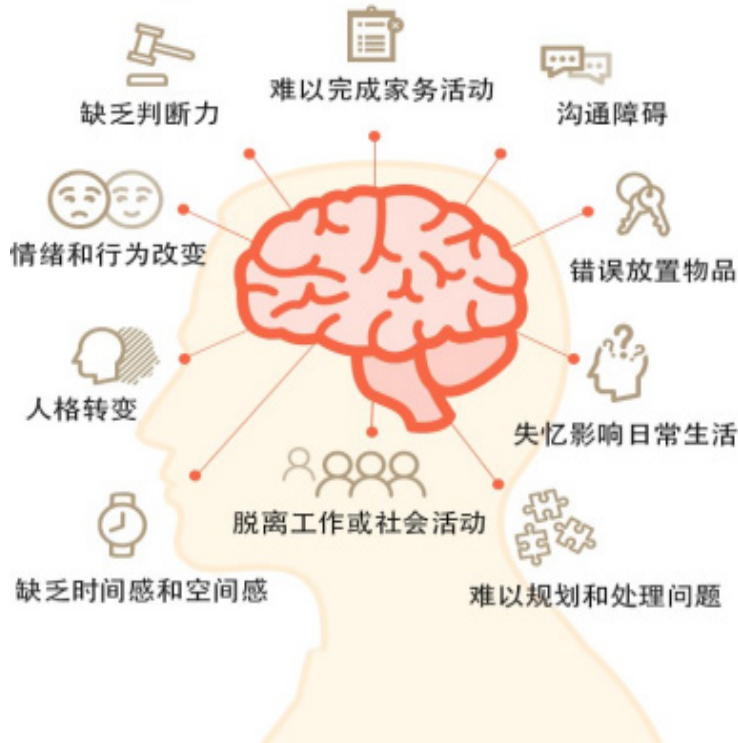 难以完成家务活动
缺乏判断力
沟通障碍
情绪和行为改变
错误放置物品
人格转变
失忆影响日常生活
脱离工作或社会活动
缺乏时间感和空间感
难以规划和处理问题